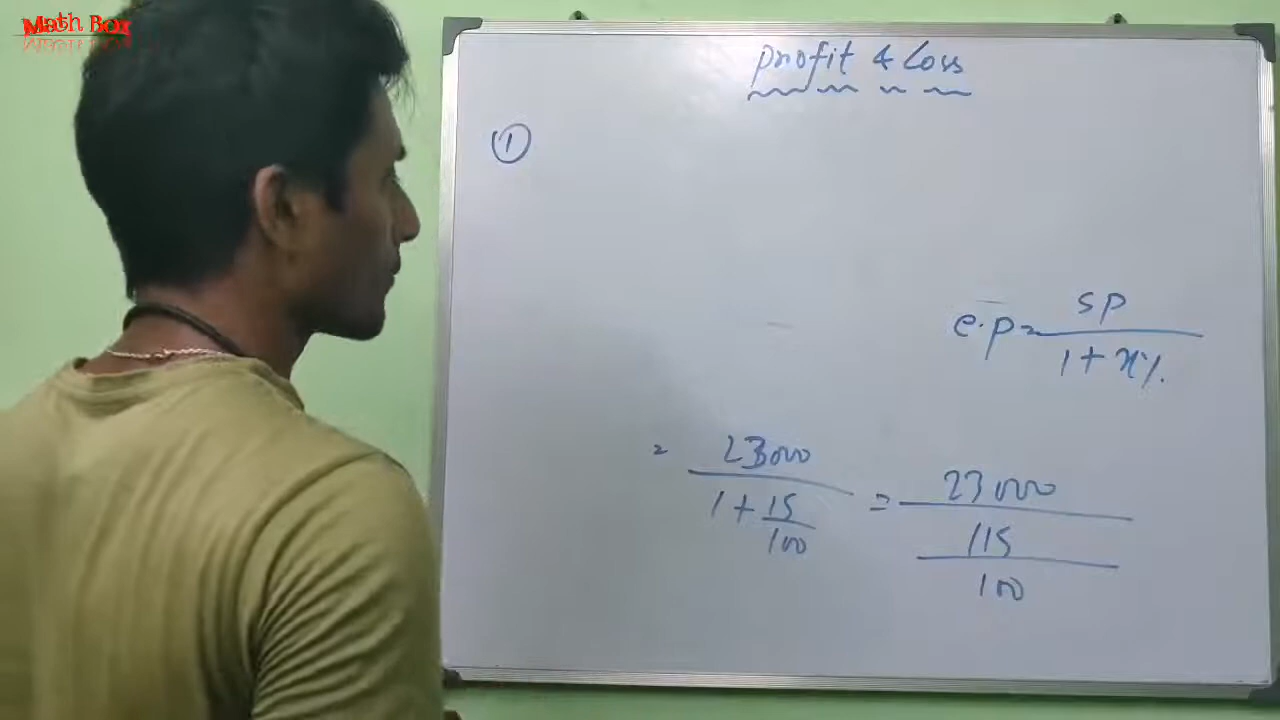 Math Box
Profit & Loss
①
c.p = SP / 1 + x%
= 23000 / 1 + 15/100 = 23000 / 115/100